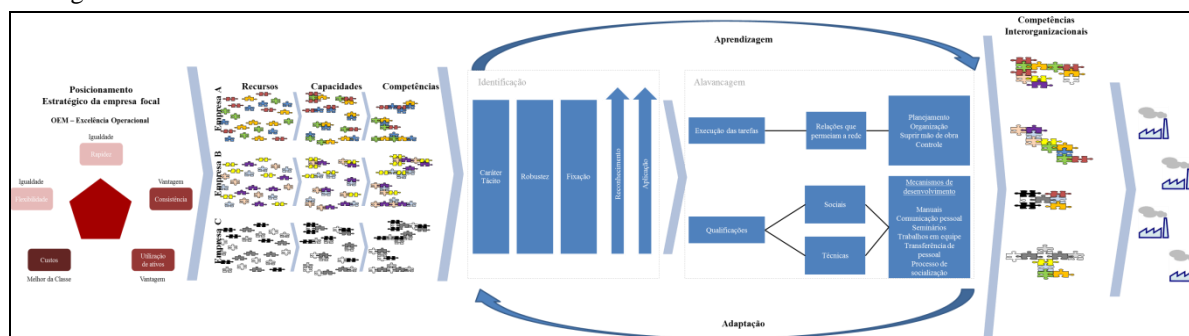 Posicionamento
Estratégico da empresa focal
OEM – Excelência Operacional
Igualdade
Rapidez
Igualdade
Flexibilidade
Vantagem
Consistência
Custos
Melhor da Classe
Utilização
de ativos
Vantagem
Recursos
Capacidades
Competências
Empresa A
Empresa B
Empresa C
Aprendizagem
Identificação
Caráter
Tácito
Robustez
Fixação
Reconhecimento
Aplicação
Alavancagem
Execução das tarefas
Relações que
permeiam a rede
Planejamento
Organização
Suprir mão de obra
Controle
Qualificações
Sociais
Técnicas
Mecanismos de
desenvolvimento
Manuais
Comunicação pessoal
Seminários
Trabalhos em equipe
Transferência de
pessoal
Processo de
socialização
Adaptação
Competências
Interorganizacionais